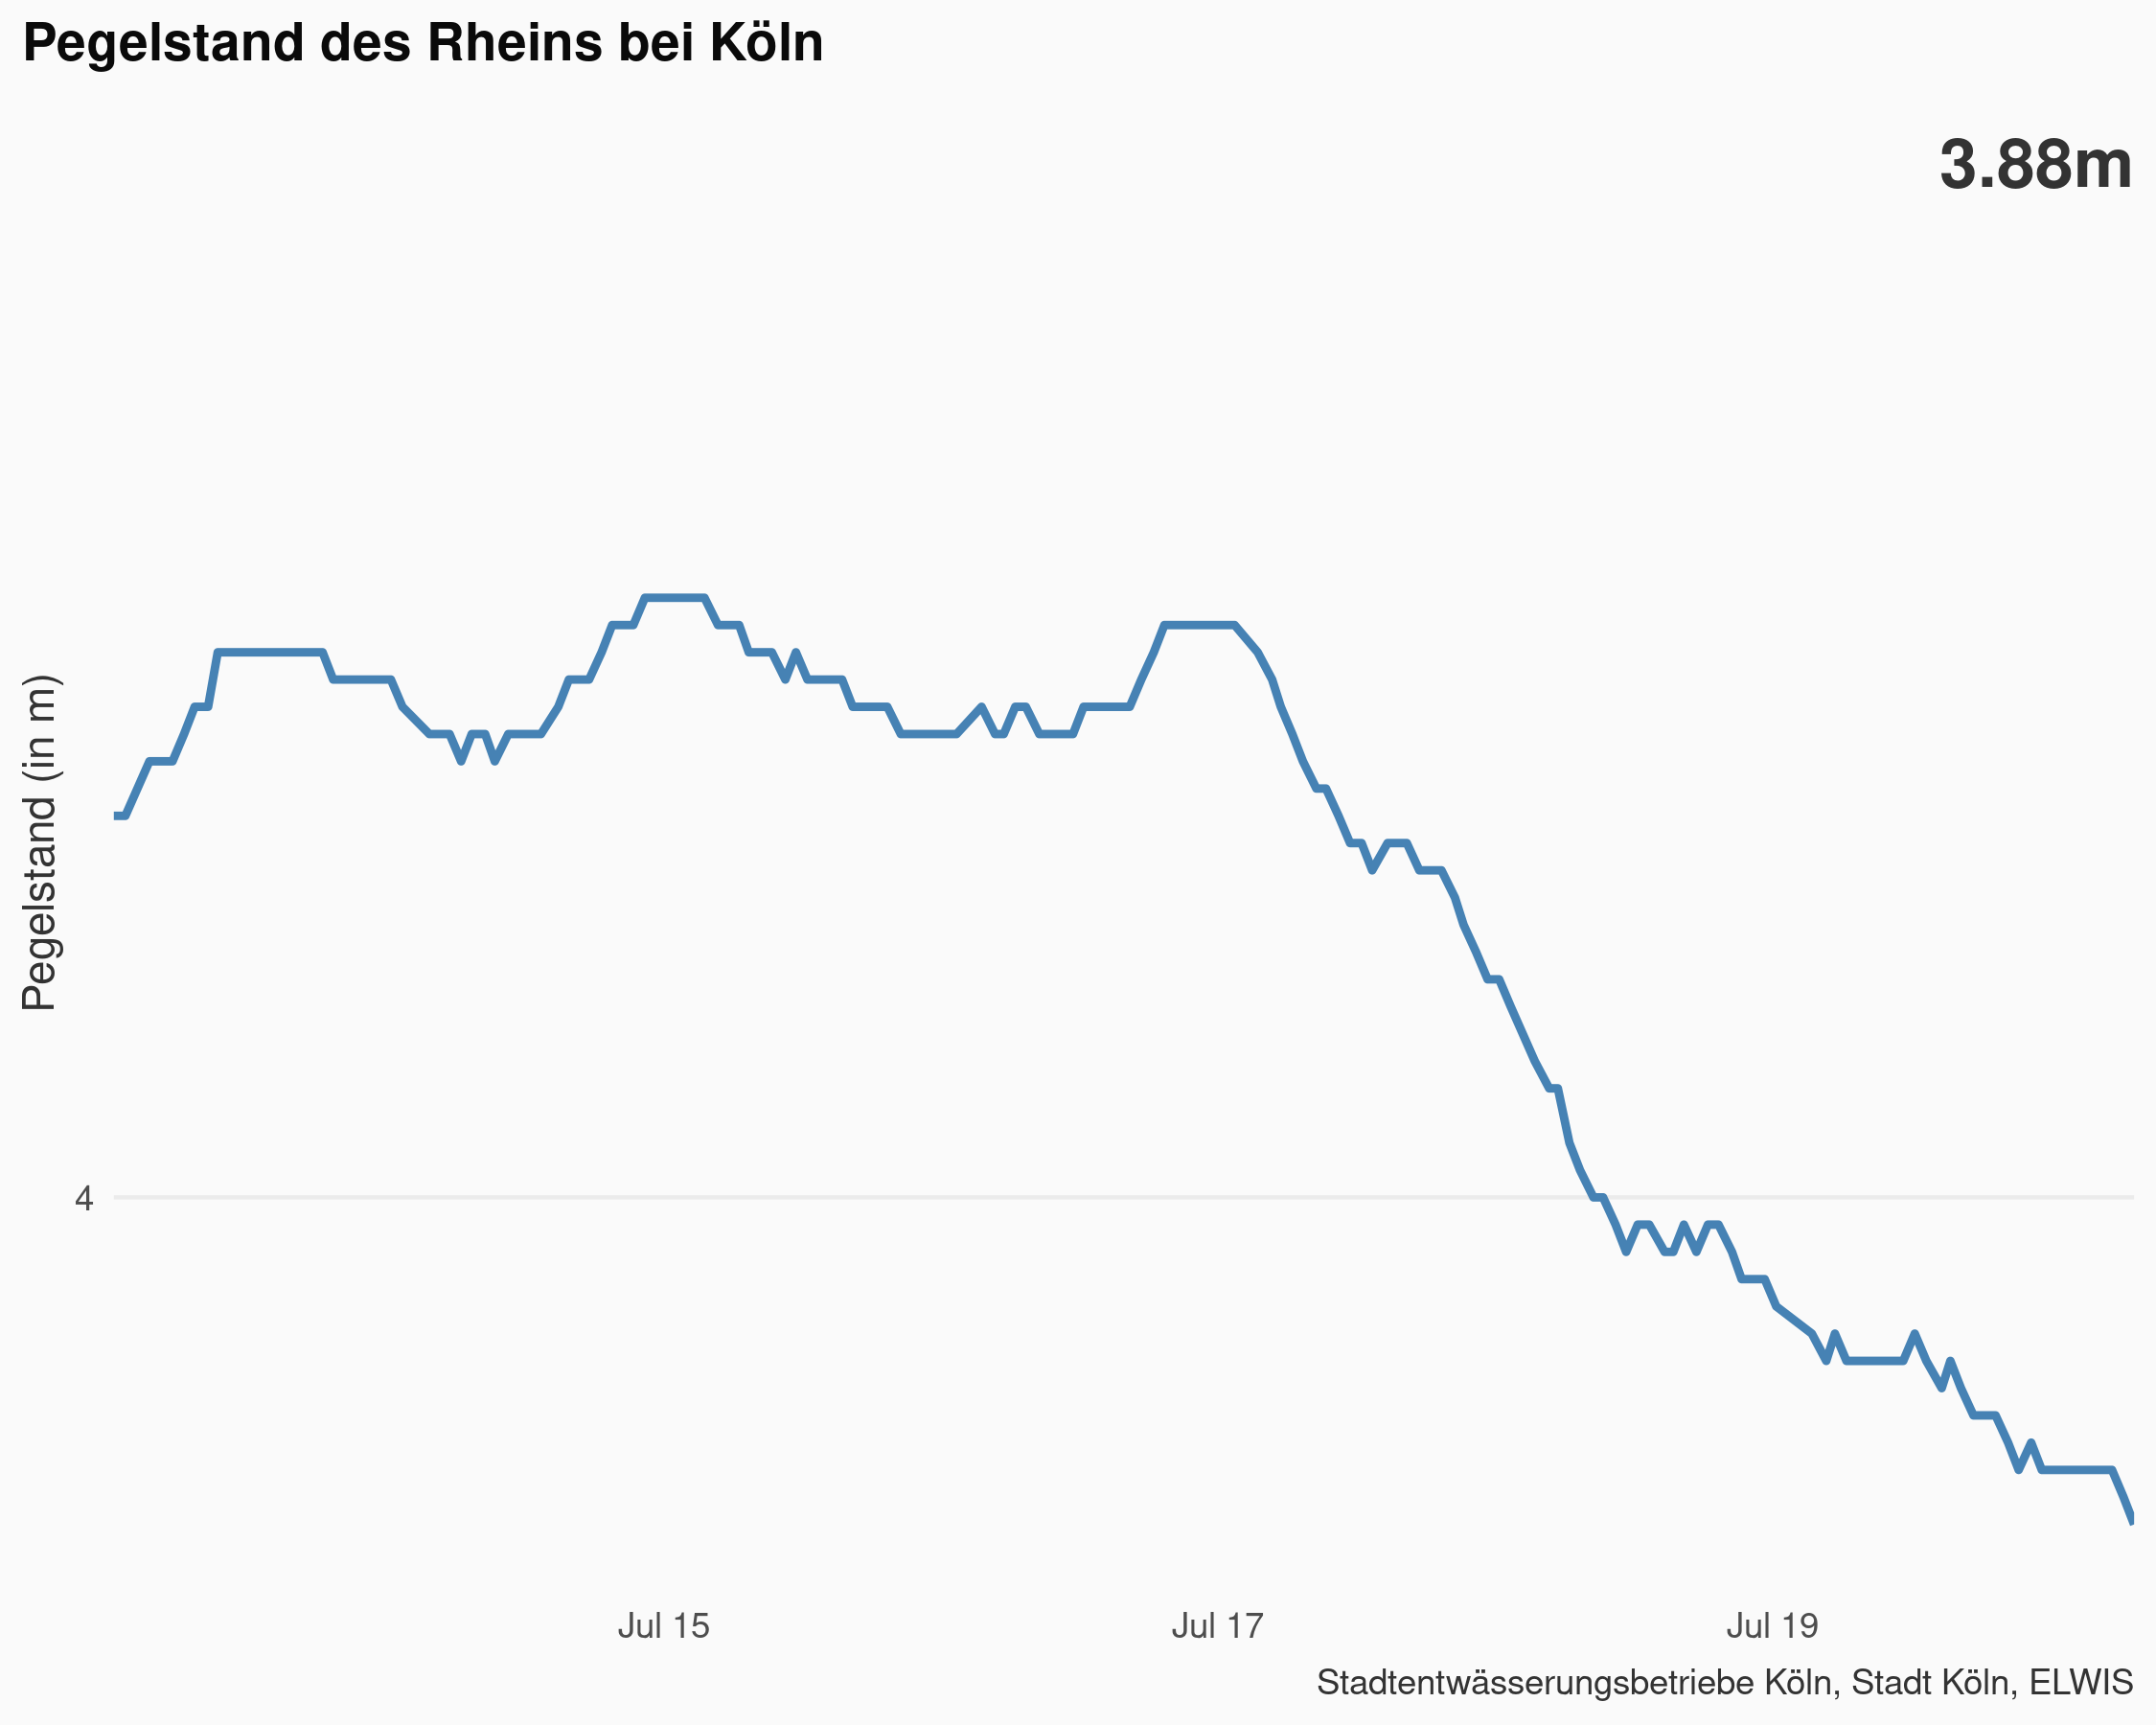 Pegelstand des Rheins bei Köln
3.88m
Pegelstand (in m)
4
Jul 15
Jul 17
Jul 19
Stadtentwässerungsbetriebe Köln, Stadt Köln, ELWIS